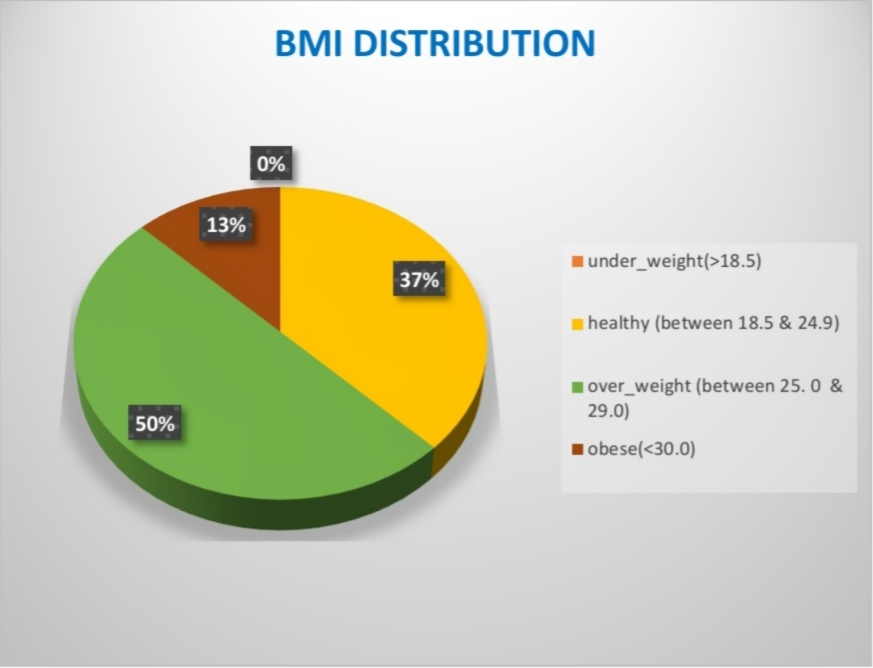 BMI DISTRIBUTION
0%
13%
37%
50%
under_weight(>18.5)
healthy (between 18.5 & 24.9)
over_weight (between 25. 0 &
29.0)
obese(<30.0)